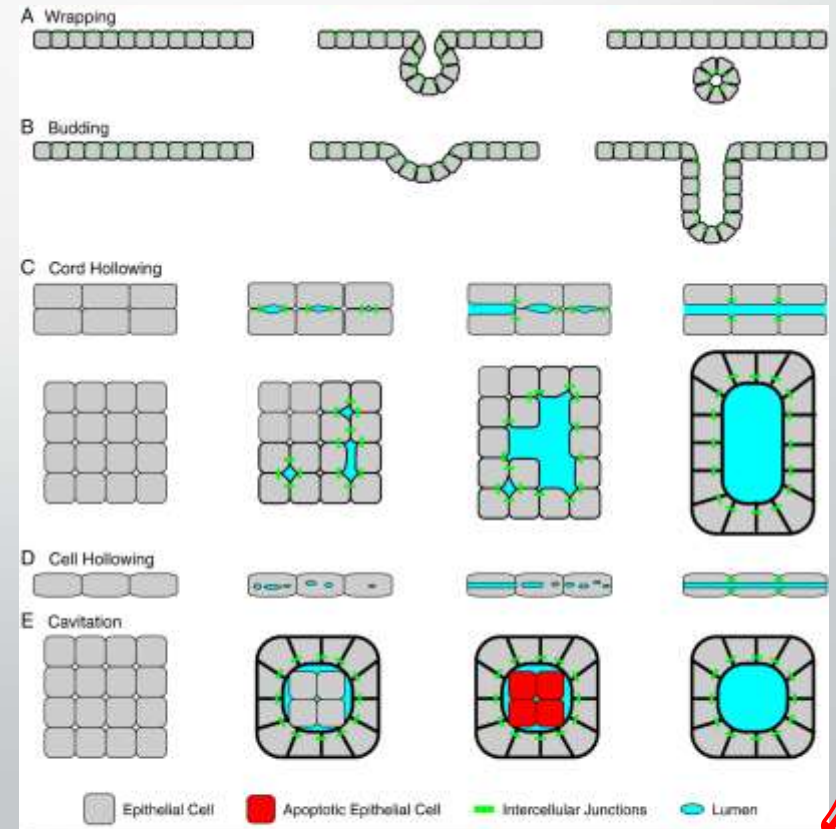 A Wrapping
B Budding
C Cord Hollowing
D Cell Hollowing
E Cavitation
Epithelial Cell Apoptotic Epithelial Cell Intercellular Junctions Lumen